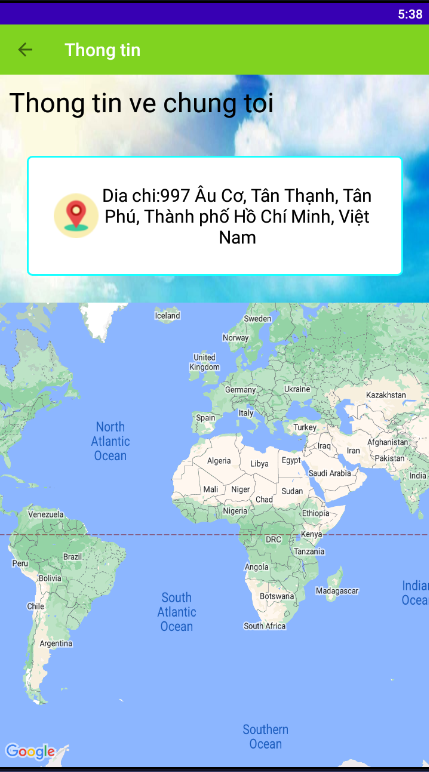 5:38
Thong tin
Thong tin ve chung toi
Dia chi:997 Âu Cơ, Tân Thạnh, Tân
Phú, Thành phố Hồ Chí Minh, Việt
Nam
Iceland
Sweden
Norway
United
Kingdom
Germany
Ukraine
Kazakhstan
Spain
Italy
Turkey
North
Atlantic
Ocean
Algeria
Libya
Egypt
Iraq
Iran
Afghanistan
Pakistan
Saudi Arabia
India
Mali
Niger
Chad
Sudan
Nigeria
Ethiopia
Venezuela
DRC
Kenya
Tanzania
Peru
Brazil
Bolivia
Angola
Botswana
Madagascar
Chile
South
Atlantic
Ocean
Indian
Ocea
South Africa
Argentina
Southern
Ocean
Google